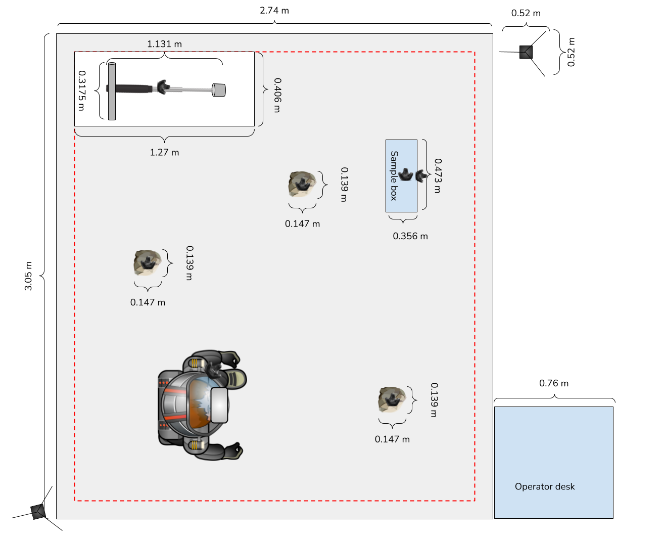 2.74 m
0.52 m
0.52 m
1.131 m
0.3175 m
0.406 m
1.27 m
Sample box
0.473 m
0.139 m
0.147 m
0.356 m
0.139 m
3.05 m
0.147 m
0.139 m
0.76 m
0.147 m
Operator desk